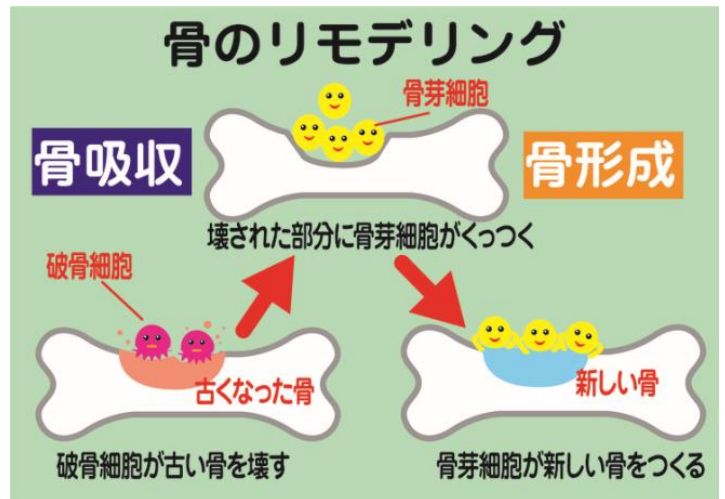 骨のリモデリング
骨芽細胞
骨吸収
骨形成
壊された部分に骨芽細胞がくっつく
破骨細胞
古くなった骨
新しい骨
破骨細胞が古い骨を壊す
骨芽細胞が新しい骨をつくる